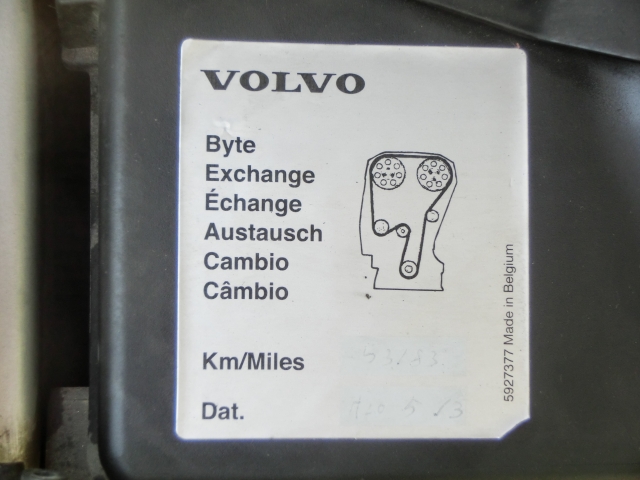 VOLVO
Byte
Exchange
Échange
Austausch
Cambio
Câmbio
Km/Miles
Dat.
5927377 Made in Belgium